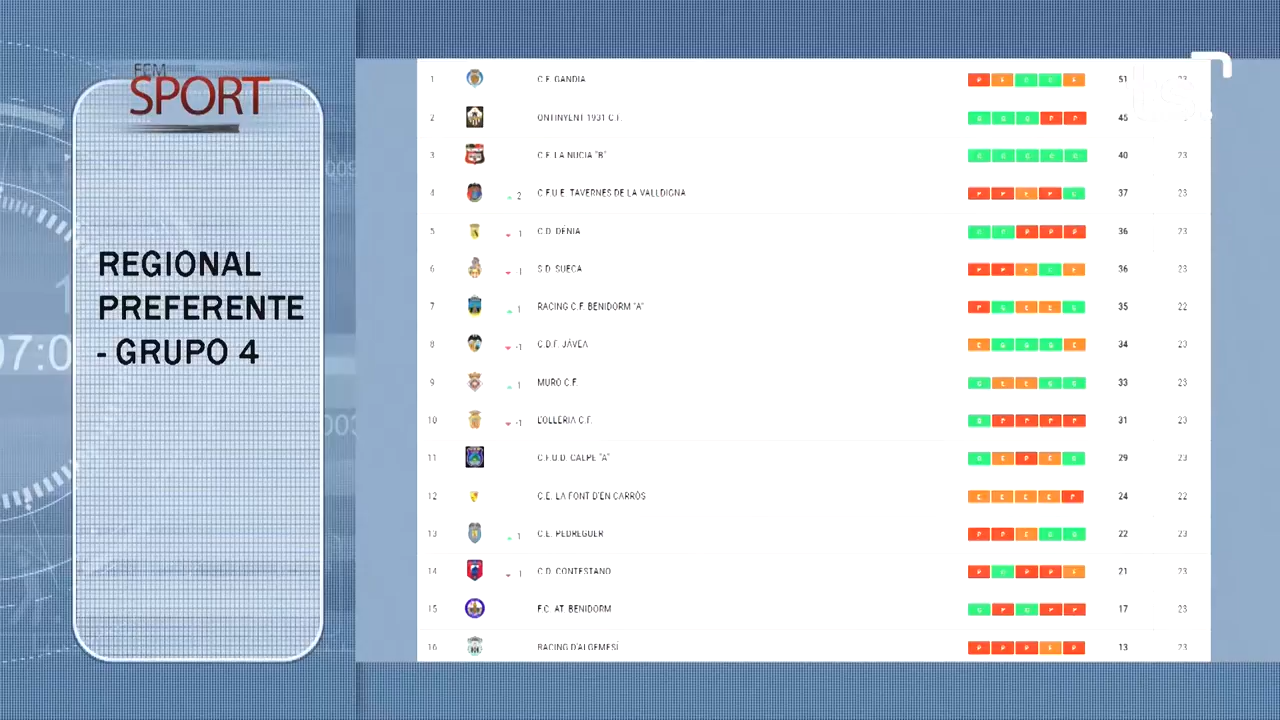 FEM
SPORT
REGIONAL
PREFERENTE
- GRUPO 4
1 C.F. GANDIA P E G G E 51 23
2 ONTINYENT 1931 C.F. G G G P P 45
3 C.F. LA NUCIA "B" G G G G G 40 23
4 2 C.F.U.E. TAVERNES DE LA VALLDIGNA P P E P G 37 23
5 -1 C.D. DÉNIA G G P P P 36 23
6 -1 S.D. SUECA P P E G E 36 23
7 1 RACING C.F. BENIDORM "A" P G E E G 35 22
8 -1 C.D.F. JÁVEA E G G G E 34 23
9 1 MURO C.F. G E E G G 33 23
10 -1 L'OLLERIA C.F. G P P P P 31 23
11 C.F.U.D. CALPE "A" G E P E G 29 23
12 C.E. LA FONT D'EN CARRÒS E E E E P 24 22
13 1 C.E. PEDREGUER P P E G G 22 23
14 -1 C.D. CONTESTANO P G P P E 21 23
15 F.C. AT. BENIDORM G P G P P 17 23
16 RACING D'ALGEMESÍ P P P E P 13 23